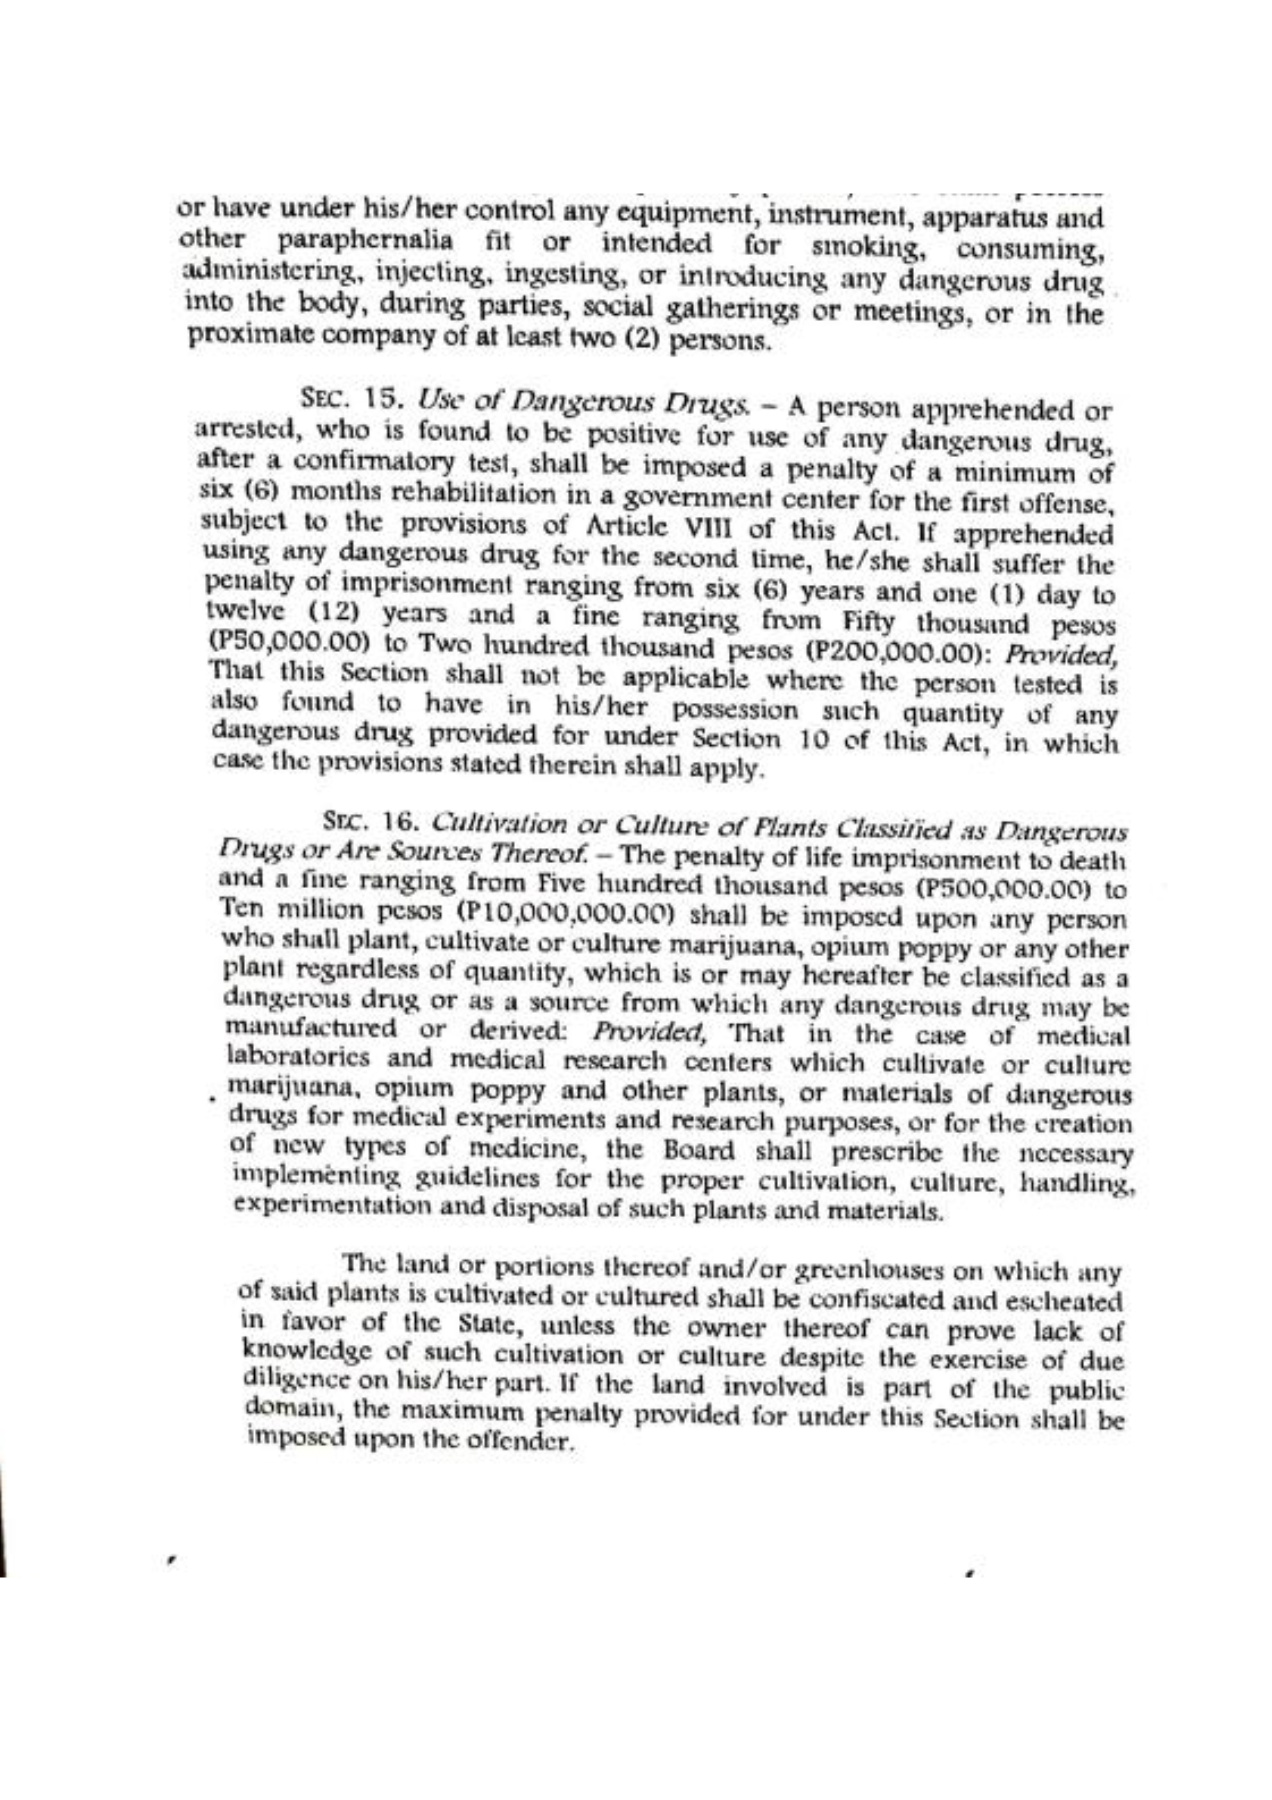 or have under his/her control any equipment, instrument, apparatus and
other paraphernalia fit or intended for smoking, consuming,
administering, injecting, ingesting, or introducing any dangerous drug
into the body, during parties, social gatherings or meetings, or in the
proximate company of at least two (2) persons.
SEC. 15. Use of Dangerous Drugs. – A person apprehended or
arrested, who is found to be positive for use of any dangerous drug,
after a confirmatory test, shall be imposed a penalty of a minimum of
six (6) months rehabilitation in a government center for the first offense,
subject to the provisions of Article VIII of this Act. If apprehended
using any dangerous drug for the second time, he/she shall suffer the
penalty of imprisonment ranging from six (6) years and one (1) day to
twelve (12) years and a fine ranging from Fifty thousand pesos
(P50,000.00) to Two hundred thousand pesos (P200,000.00): Provided,
That this Section shall not be applicable where the person tested is
also found to have in his/her possession such quantity of any
dangerous drug provided for under Section 10 of this Act, in which
case the provisions stated therein shall apply.
SEC. 16. Cultivation or Culture of Plants Classified as Dangerous
Drugs or Are Sources Thereof. – The penalty of life imprisonment to death
and a fine ranging from Five hundred thousand pesos (P500,000.00) to
Ten million pesos (P10,000,000.00) shall be imposed upon any person
who shall plant, cultivate or culture marijuana, opium poppy or any other
plant regardless of quantity, which is or may hereafter be classified as a
dangerous drug or as a source from which any dangerous drug may be
manufactured or derived: Provided, That in the case of medical
laboratories and medical research centers which cultivate or culture
marijuana, opium poppy and other plants, or materials of dangerous
drugs for medical experiments and research purposes, or for the creation
of new types of medicine, the Board shall prescribe the necessary
implementing guidelines for the proper cultivation, culture, handling,
experimentation and disposal of such plants and materials.
The land or portions thereof and/or greenhouses on which any
of said plants is cultivated or cultured shall be confiscated and escheated
in favor of the State, unless the owner thereof can prove lack of
knowledge of such cultivation or culture despite the exercise of due
diligence on his/her part. If the land involved is part of the public
domain, the maximum penalty provided for under this Section shall be
imposed upon the offender.